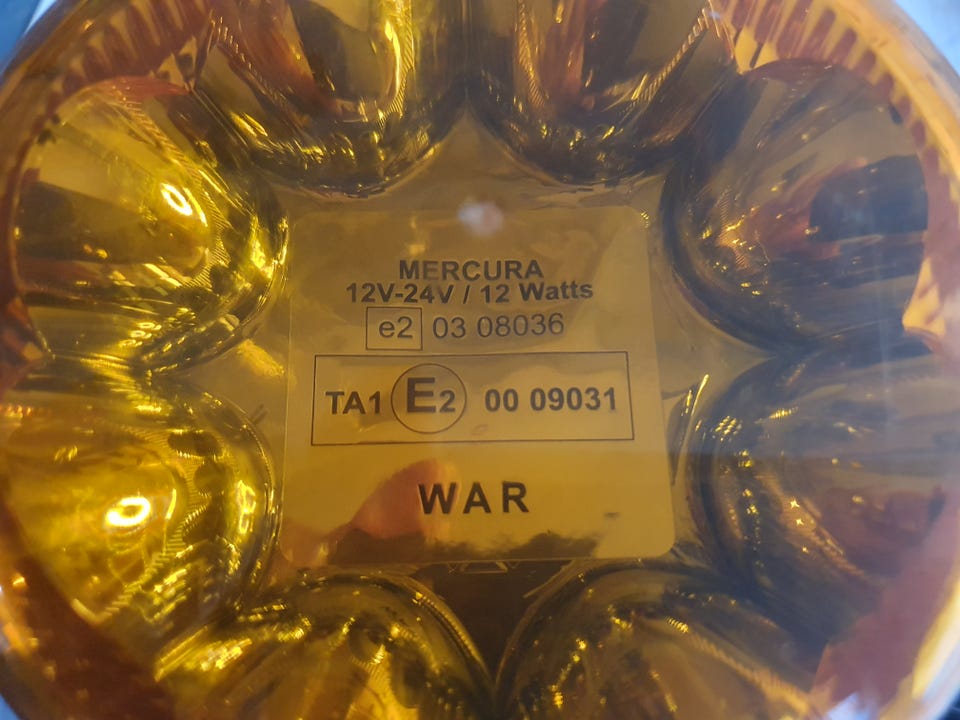 MERCURA
12V-24V / 12 Watts
e2 03 08036
TA1 E2 00 09031
WAR